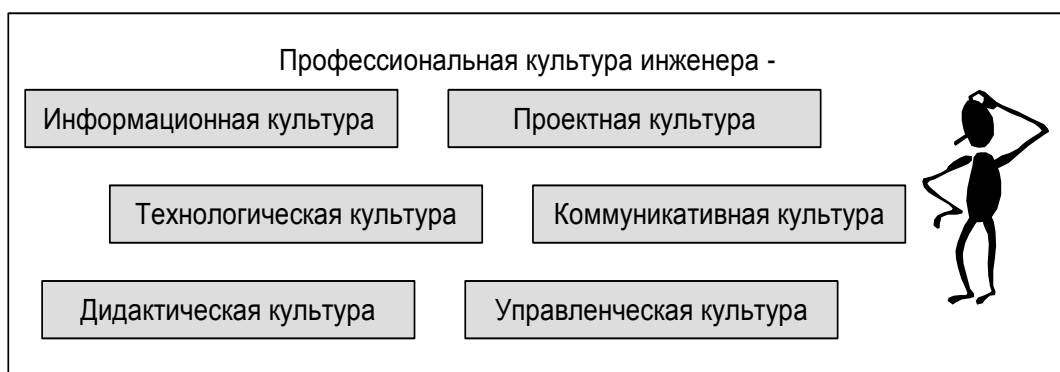 Профессиональная культура инженера -
Информационная культура
Проектная культура
Технологическая культура
Коммуникативная культура
Дидактическая культура
Управленческая культура